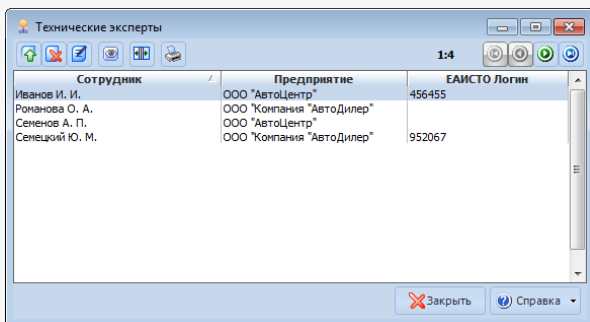 Технические эксперты
1:4
Сотрудник Предприятие ЕАИСТО Логин
Иванов И. И. ООО "АвтоЦентр" 456455
Романова О. А. ООО "Компания "АвтоДилер"
Семенов А. П. ООО "АвтоЦентр"
Семецкий Ю. М. ООО "Компания "АвтоДилер" 952067
Закрыть Справка